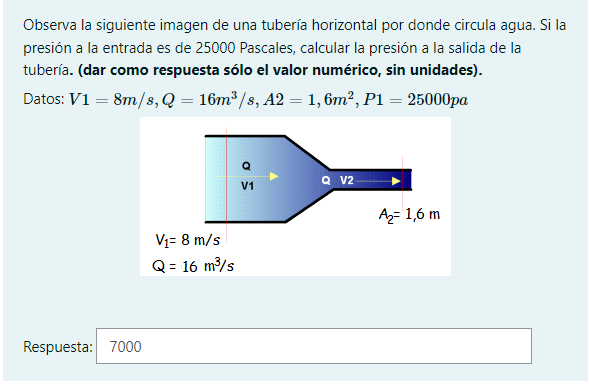 Observa la siguiente imagen de una tubería horizontal por donde circula agua. Si la
presión a la entrada es de 25000 Pascales, calcular la presión a la salida de la
tubería. (dar como respuesta sólo el valor numérico, sin unidades).
Datos: V1 = 8m/s, Q = 16m³/s, A2 = 1,6m², P1 = 25000pa
Q
V1
Q V2
A₂= 1,6 m
V₁= 8 m/s
Q = 16 m³/s
Respuesta: 7000